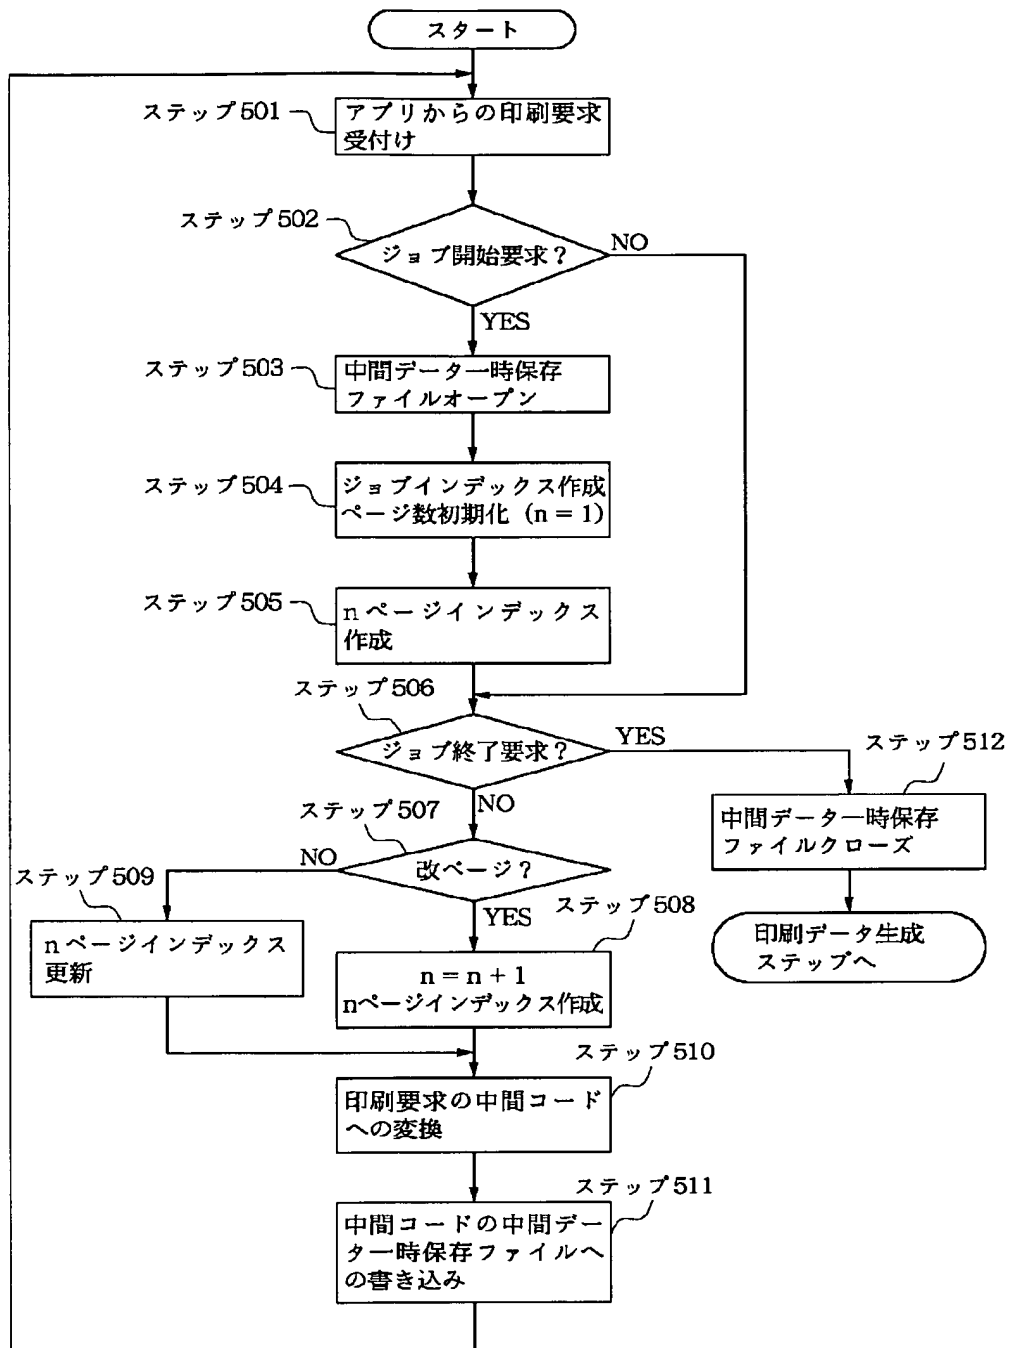 スタート
ステップ501
アプリからの印刷要求
受付け
ステップ502
ジョブ開始要求?
NO
YES
ステップ503
中間データ一時保存
ファイルオープン
ステップ504
ジョブインデックス作成
ページ数初期化 (n = 1)
ステップ505
nページインデックス
作成
ステップ506
ジョブ終了要求?
YES
ステップ512
NO
中間データ一時保存
ファイルクローズ
ステップ507
改ページ?
NO
YES
ステップ509
nページインデックス
更新
ステップ508
n = n + 1
nページインデックス作成
印刷データ生成
ステップへ
ステップ510
印刷要求の中間コード
への変換
ステップ511
中間コードの中間デー
タ一時保存ファイルへ
の書き込み